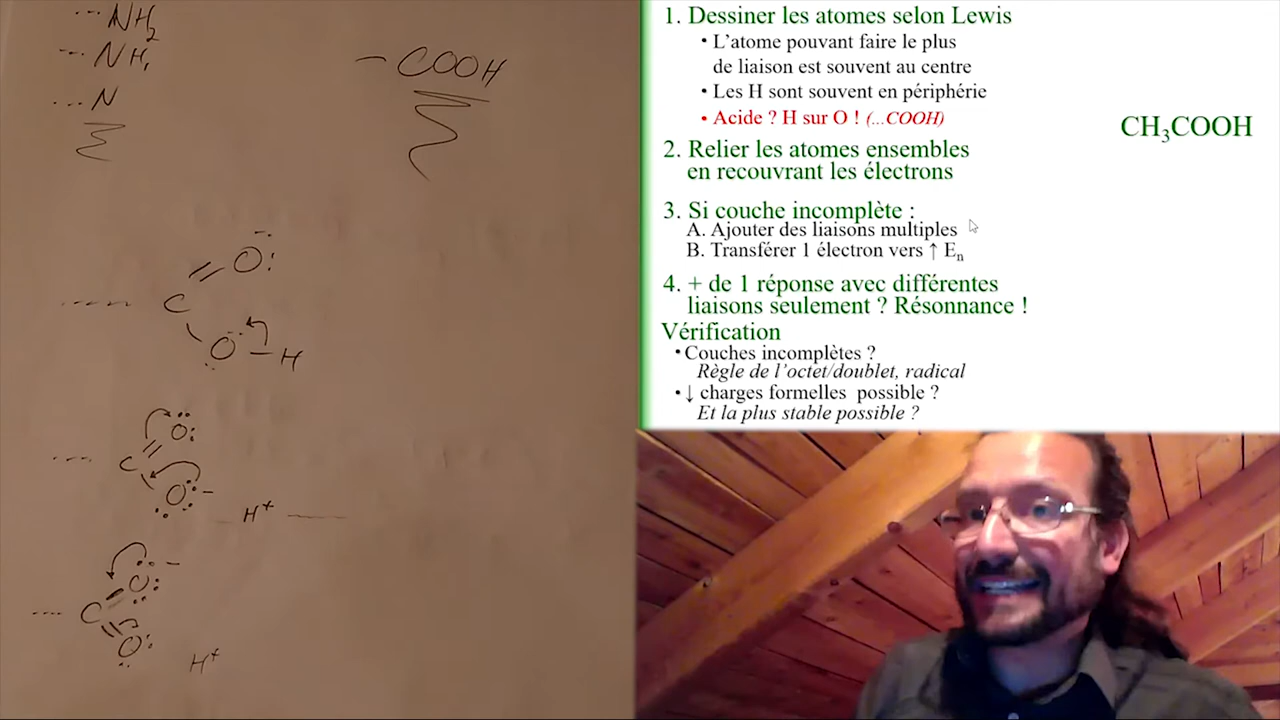 --- NH2
--- NH,
... N
- COOH
O
C
O - H
O
C
O -
H+
O -
C
O
H+
1. Dessiner les atomes selon Lewis
• L’atome pouvant faire le plus
de liaison est souvent au centre
• Les H sont souvent en périphérie
• Acide ? H sur O ! (...COOH)
2. Relier les atomes ensembles
en recouvrant les électrons
3. Si couche incomplète :
A. Ajouter des liaisons multiples
B. Transférer 1 électron vers ↑ En
4. + de 1 réponse avec différentes
liaisons seulement ? Résonnance !
Vérification
• Couches incomplètes ?
Règle de l’octet/doublet, radical
• ↓ charges formelles possible ?
Et la plus stable possible ?
CH3COOH